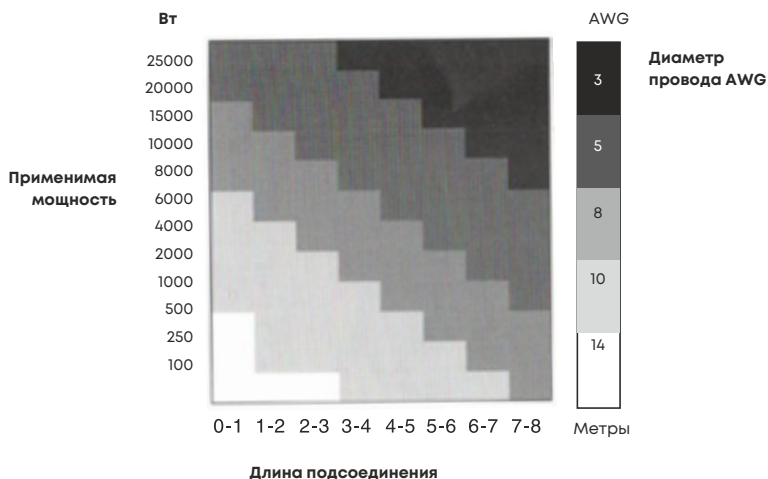 Вт
25000
20000
15000
10000
8000
6000
4000
2000
1000
500
250
100
Применимая
мощность
0-1 1-2 2-3 3-4 4-5 5-6 6-7 7-8
Длина подсоединения
AWG
3
5
8
10
14
Метры
Диаметр
провода AWG